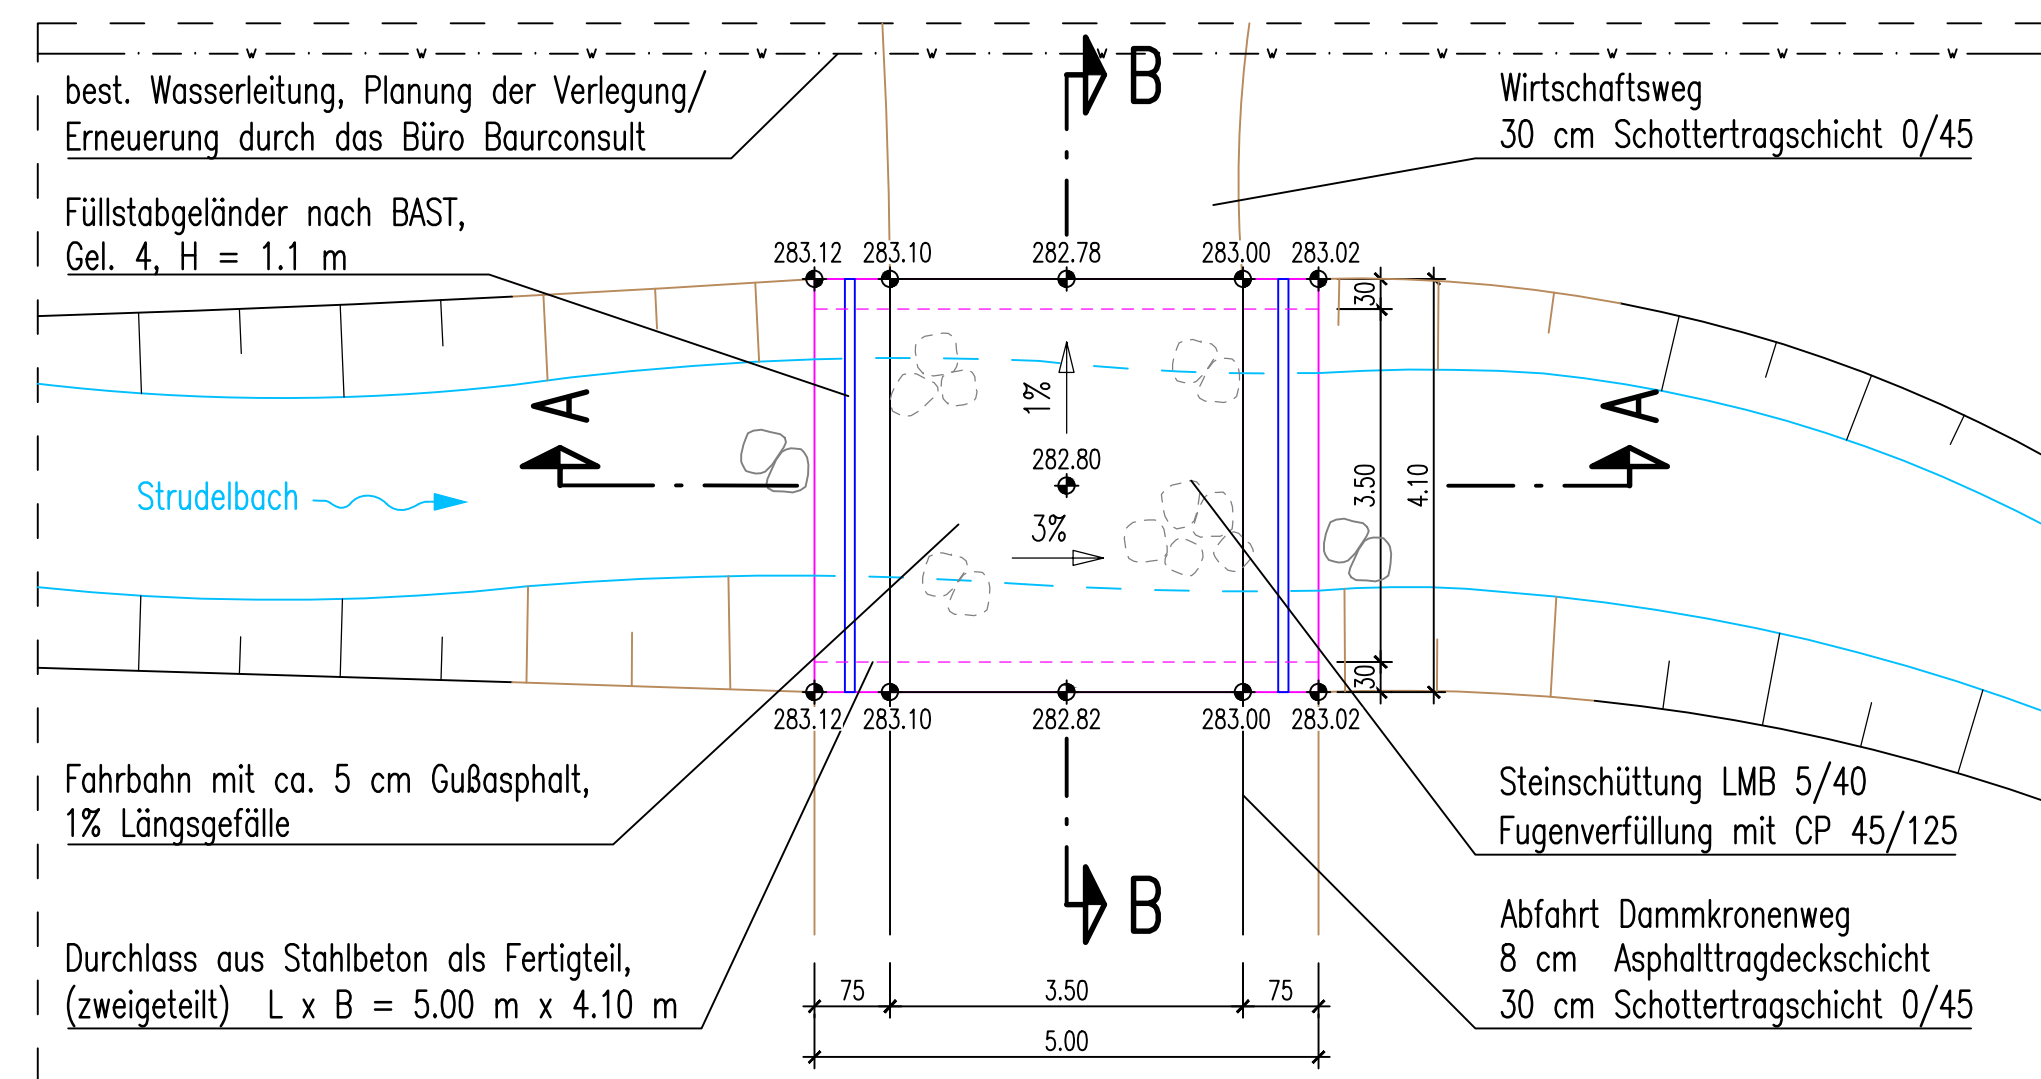 B
best. Wasserleitung, Planung der Verlegung/
Erneuerung durch das Büro Baurconsult
Wirtschaftsweg
30 cm Schottertragschicht 0/45
Füllstabgeländer nach BAST,
Gel. 4, H = 1.1 m
283.12 283.10 282.78 283.00 283.02
30
1%
A
A
282.80
3.50
4.10
Strudelbach
3%
30
283.12 283.10 282.82 283.00 283.02
Fahrbahn mit ca. 5 cm Gußasphalt,
1% Längsgefälle
Steinschüttung LMB 5/40
Fugenverfüllung mit CP 45/125
B
Durchlass aus Stahlbeton als Fertigteil,
(zweigeteilt) L x B = 5.00 m x 4.10 m
Abfahrt Dammkronenweg
8 cm Asphalttragdeckschicht
30 cm Schottertragschicht 0/45
75 3.50 75
5.00